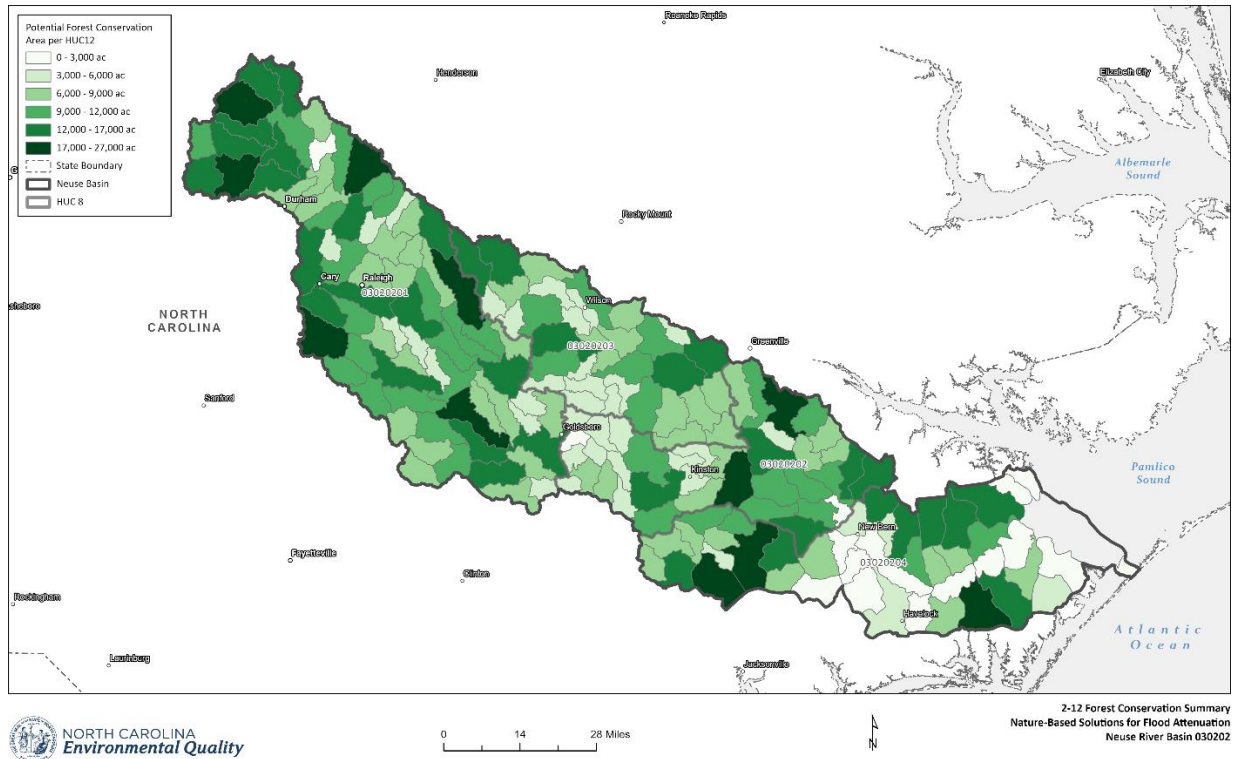 Potential Forest Conservation
Area per HUC12
0 - 3,000 ac
3,000 - 6,000 ac
6,000 - 9,000 ac
9,000 - 12,000 ac
12,000 - 17,000 ac
17,000 - 27,000 ac
State Boundary
Neuse Basin
HUC 8
Roanoke Rapids
Henderson
Elizabeth City
G
Albemarle
Sound
Durham
Rocky Mount
Cary
Raleigh
03020201
sheboro
NORTH
CAROLINA
Wilson
03020203
Greenville
Sanford
Goldsboro
03020202
Kinston
Pamlico
Sound
New Bern
Fayetteville
03020204
Clinton
Rockingham
Havelock
Atlantic
Ocean
Laurinburg
Jacksonville
NORTH CAROLINA
Environmental Quality
0 14 28 Miles
N
2-12 Forest Conservation Summary
Nature-Based Solutions for Flood Attenuation
Neuse River Basin 030202